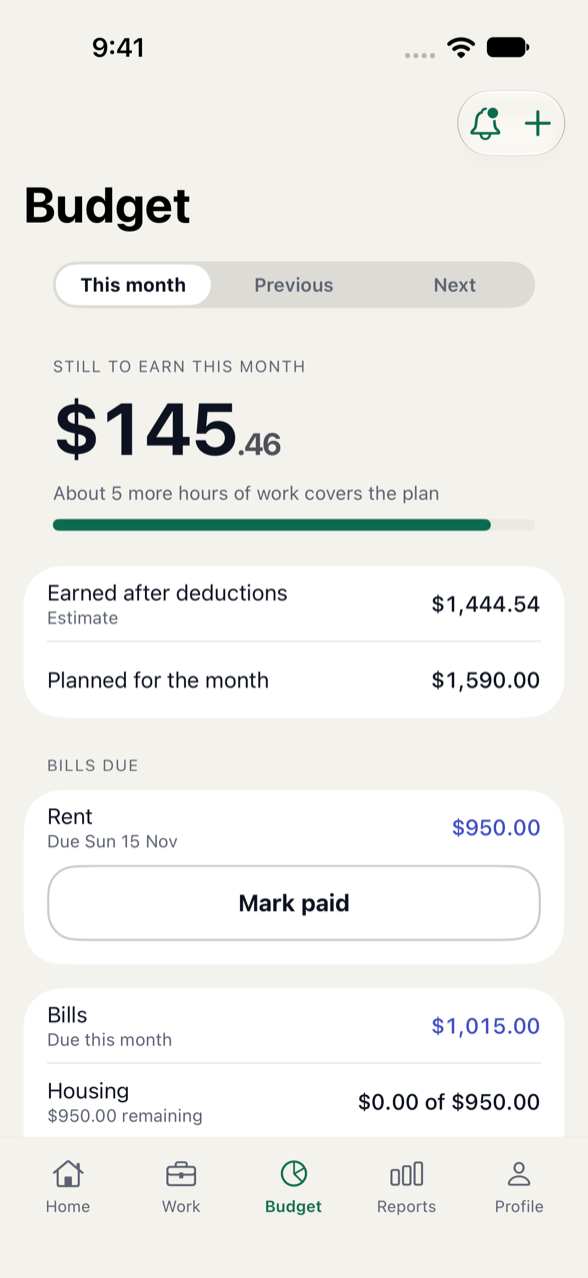 9:41
Budget
This month Previous Next
STILL TO EARN THIS MONTH
$145.46
About 5 more hours of work covers the plan
Earned after deductions $1,444.54
Estimate
Planned for the month $1,590.00
BILLS DUE
Rent $950.00
Due Sun 15 Nov
Mark paid
Bills $1,015.00
Due this month
Housing $0.00 of $950.00
$950.00 remaining
Home Work Budget Reports Profile